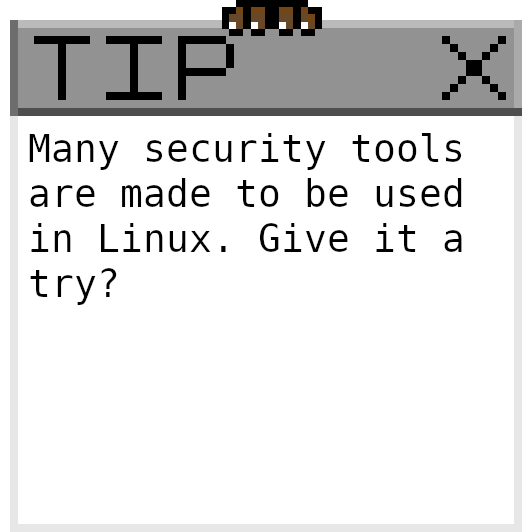 TIP
Many security tools
are made to be used
in Linux. Give it a
try?